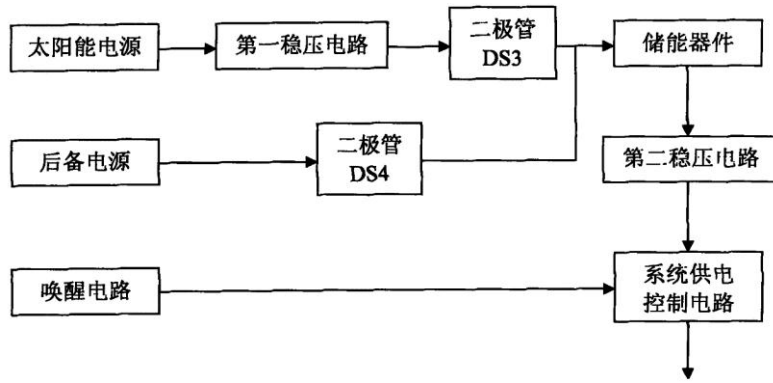 太阳能电源
第一稳压电路
二极管
DS3
储能器件
后备电源
二极管
DS4
第二稳压电路
唤醒电路
系统供电
控制电路